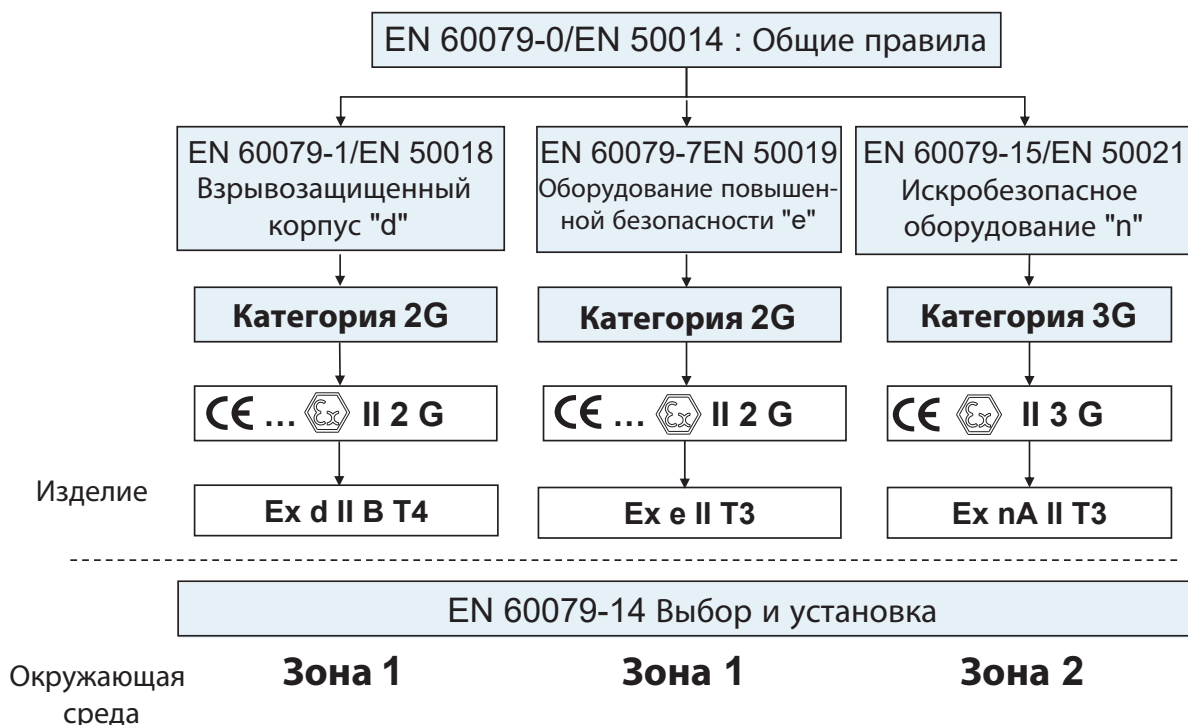 EN 60079-0/EN 50014 : Общие правила
EN 60079-1/EN 50018
Взрывозащищенный
корпус "d"
EN 60079-7EN 50019
Оборудование повышен-
ной безопасности "e"
EN 60079-15/EN 50021
Искробезопасное
оборудование "n"
Категория 2G
Категория 2G
Категория 3G
CE ... Ex II 2 G
CE ... Ex II 2 G
CE Ex II 3 G
Изделие
Ex d II B T4
Ex e II T3
Ex nA II T3
EN 60079-14 Выбор и установка
Окружающая
среда
Зона 1
Зона 1
Зона 2